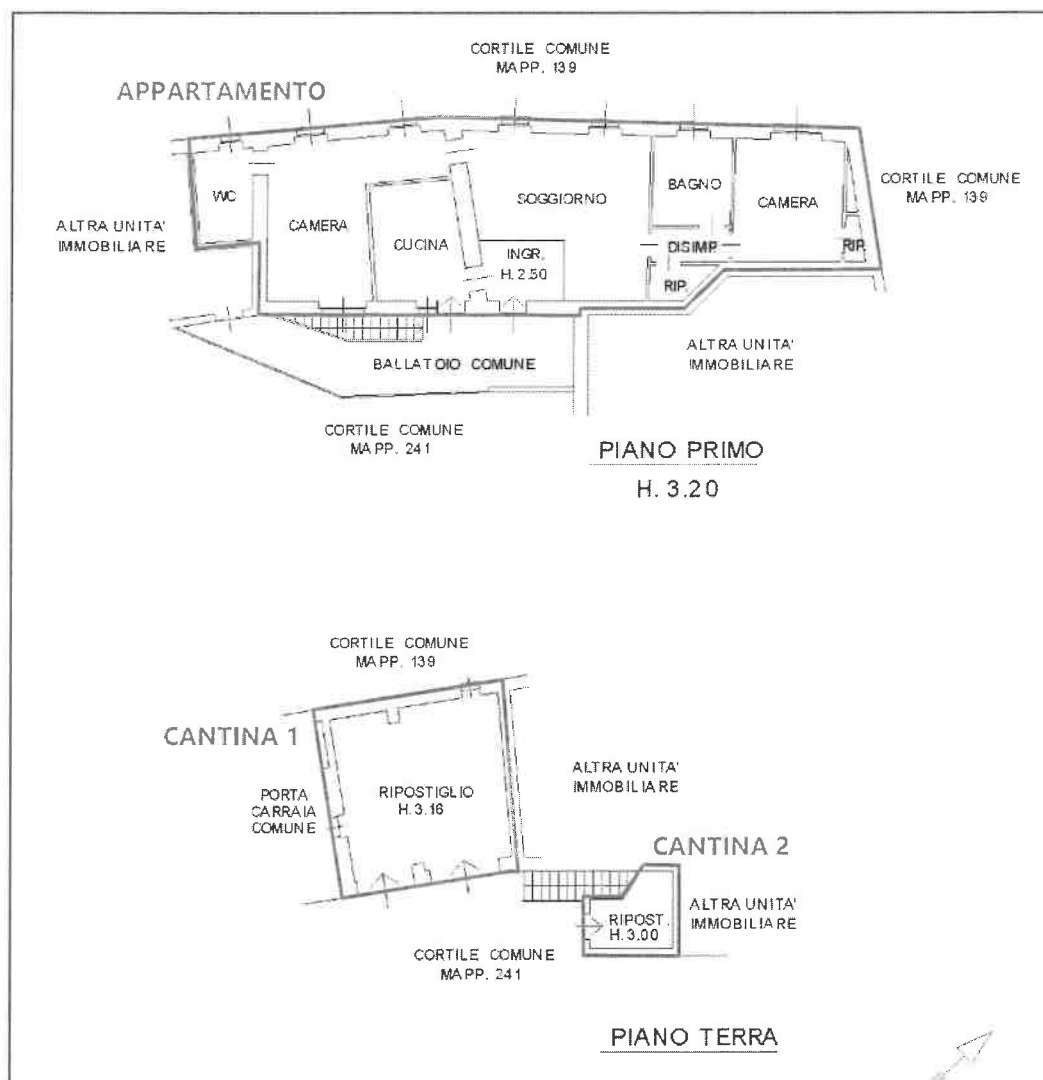 CORTILE COMUNE
MAPP. 139
APPARTAMENTO
CORTILE COMUNE
MAPP. 139
WC
ALTRA UNITA'
IMMOBILIARE
CAMERA
CUCINA
SOGGIORNO
INGR.
H.2.50
BAGNO
CAMERA
DISIMP.
RIP.
RIP.
BALLATOIO COMUNE
ALTRA UNITA'
IMMOBILIARE
CORTILE COMUNE
MAPP. 241
PIANO PRIMO
H. 3.20
CORTILE COMUNE
MAPP. 139
CANTINA 1
PORTA
CARRAIA
COMUNE
RIPOSTIGLIO
H.3.16
ALTRA UNITA'
IMMOBILIARE
CANTINA 2
RIPOST.
H.3.00
ALTRA UNITA'
IMMOBILIARE
CORTILE COMUNE
MAPP. 241
PIANO TERRA